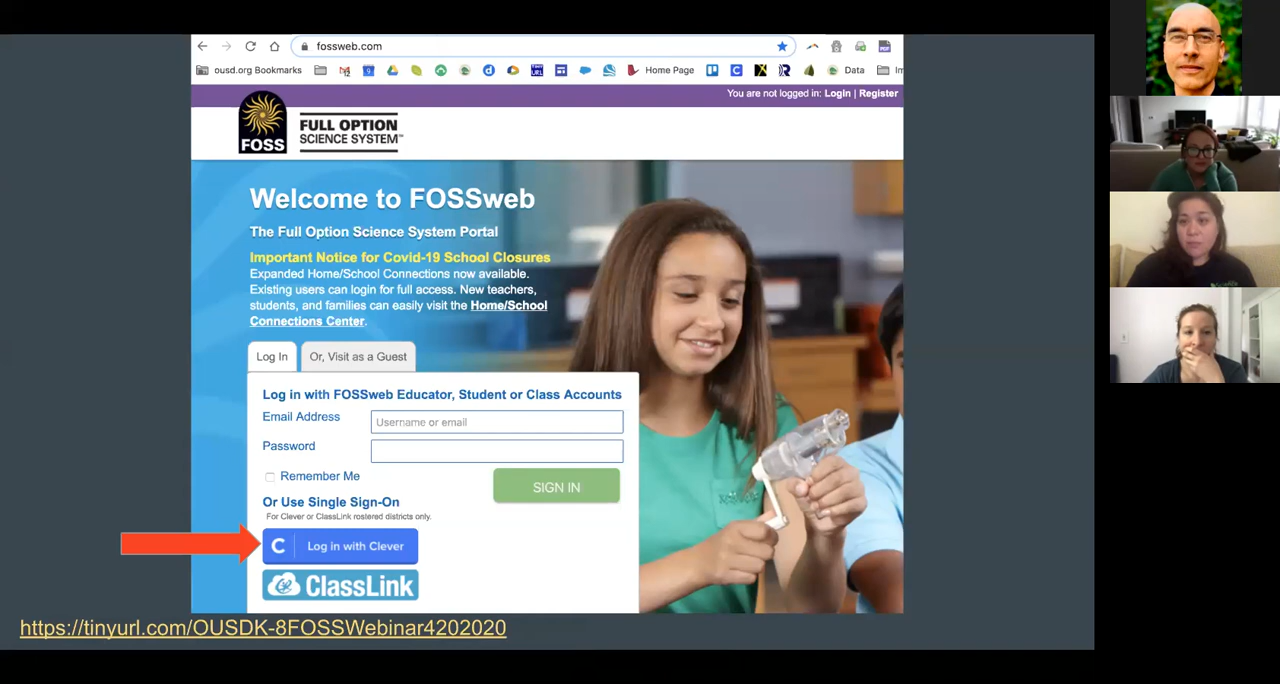 fossweb.com
ousd.org Bookmarks
Home Page
Data
You are not logged in: Login | Register
FOSS
FULL OPTION
SCIENCE SYSTEM™
Welcome to FOSSweb
The Full Option Science System Portal
Important Notice for Covid-19 School Closures
Expanded Home/School Connections now available.
Existing users can login for full access. New teachers,
students, and families can easily visit the Home/School
Connections Center.
Log In
Or, Visit as a Guest
Log in with FOSSweb Educator, Student or Class Accounts
Email Address
Username or email
Password
Remember Me
SIGN IN
Or Use Single Sign-On
For Clever or ClassLink rostered districts only.
C Log in with Clever
ClassLink
https://tinyurl.com/OUSDK-8FOSSWebinar4202020